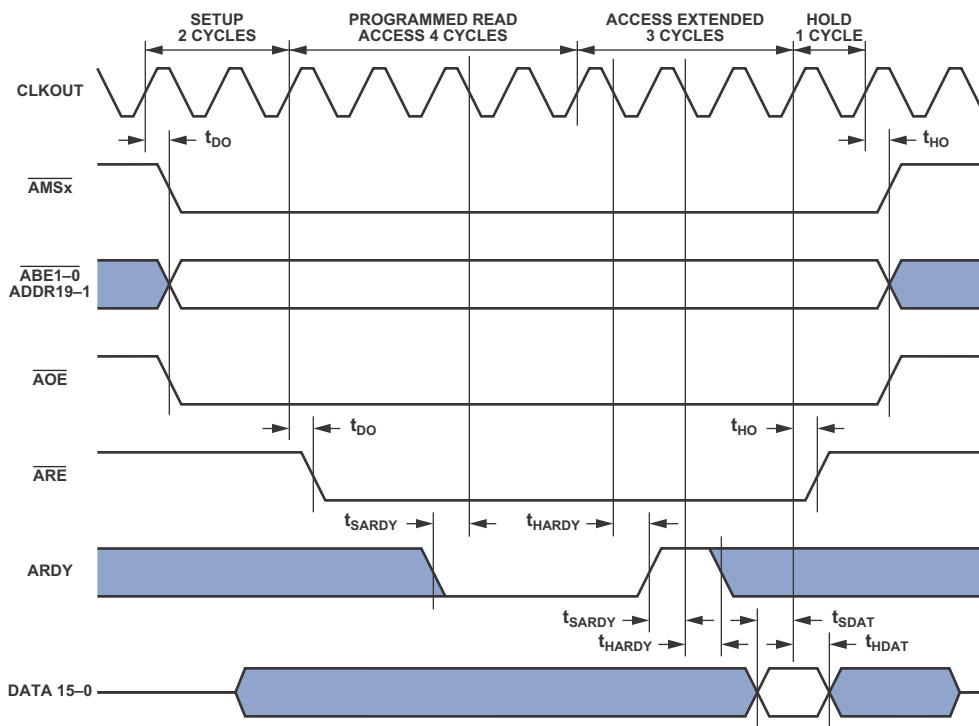 SETUP
2 CYCLES
PROGRAMMED READ
ACCESS 4 CYCLES
ACCESS EXTENDED
3 CYCLES
HOLD
1 CYCLE
CLKOUT
tDO
tHO
AMSx
ABE1–0
ADDR19–1
AOE
tDO
tHO
ARE
tSARDY
tHARDY
ARDY
tSARDY
tSDAT
tHARDY
tHDAT
DATA 15–0